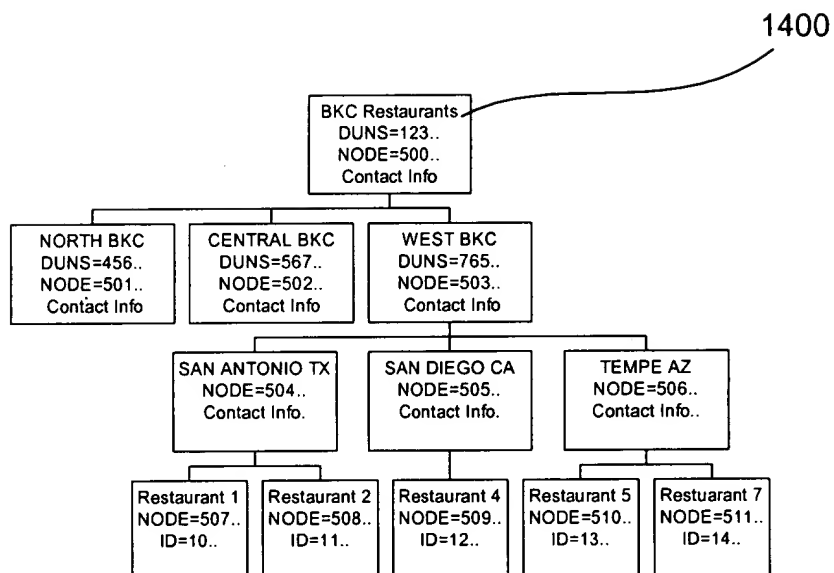 1400
BKC Restaurants
DUNS=123..
NODE=500..
Contact Info
NORTH BKC
DUNS=456..
NODE=501..
Contact Info
CENTRAL BKC
DUNS=567..
NODE=502..
Contact Info
WEST BKC
DUNS=765..
NODE=503..
Contact Info
SAN ANTONIO TX
NODE=504..
Contact Info.
SAN DIEGO CA
NODE=505..
Contact Info.
TEMPE AZ
NODE=506..
Contact Info..
Restaurant 1
NODE=507..
ID=10..
Restaurant 2
NODE=508..
ID=11..
Restaurant 4
NODE=509..
ID=12..
Restaurant 5
NODE=510..
ID=13..
Restuarant 7
NODE=511..
ID=14..